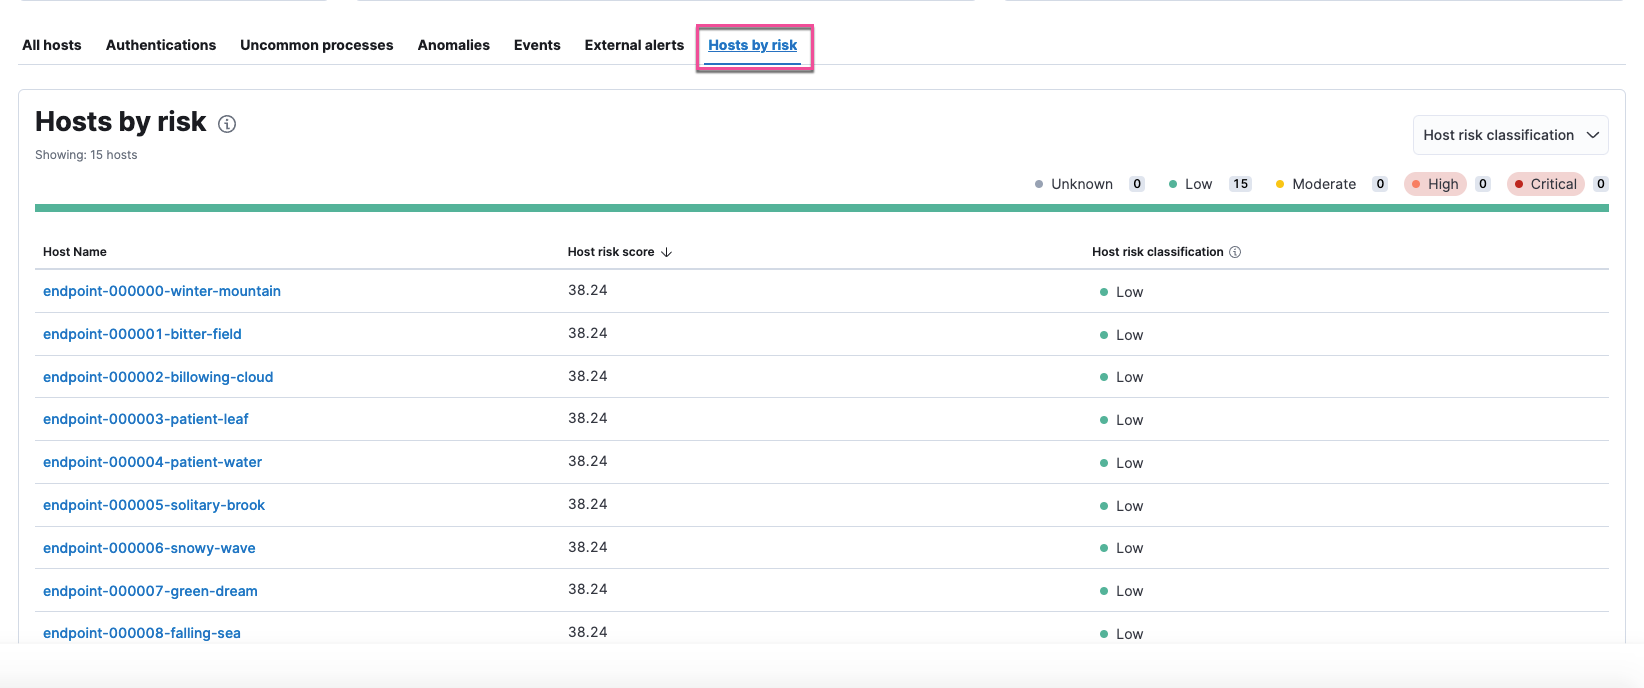 All hosts Authentications Uncommon processes Anomalies Events External alerts Hosts by risk
Hosts by risk
Showing: 15 hosts
Host risk classification
Unknown 0 Low 15 Moderate 0 High 0 Critical 0
Host Name Host risk score Host risk classification
endpoint-000000-winter-mountain 38.24 Low
endpoint-000001-bitter-field 38.24 Low
endpoint-000002-billowing-cloud 38.24 Low
endpoint-000003-patient-leaf 38.24 Low
endpoint-000004-patient-water 38.24 Low
endpoint-000005-solitary-brook 38.24 Low
endpoint-000006-snowy-wave 38.24 Low
endpoint-000007-green-dream 38.24 Low
endpoint-000008-falling-sea 38.24 Low